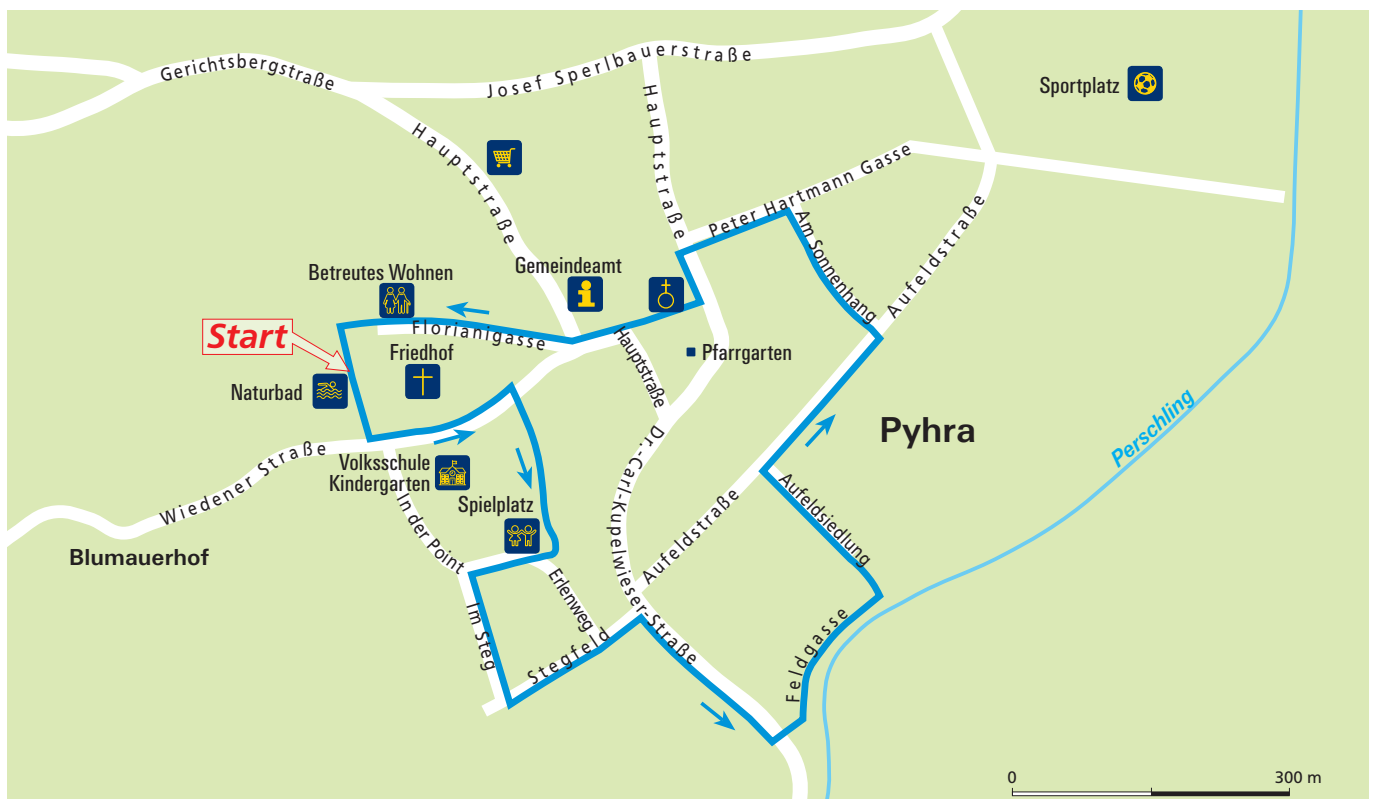 Gerichtsbergstraße
Josef Sperlbauerstraße
Sportplatz
Hauptstraße
Hauptstraße
Peter Hartmann Gasse
Am Sonnenhang
Aufeldstraße
Betreutes Wohnen
Gemeindeamt
Start
Florianigasse
Friedhof
Hauptstraße
Pfarrgarten
Naturbad
Pyhra
Perschling
Wiedener Straße
Volksschule
Kindergarten
Spielplatz
In der Point
Dr.-Carl-Kupelwieser-Straße
Aufeldstraße
Aufeldsiedlung
Blumauerhof
Erlenweg
Im Steg
Stegfeld
Feldgasse
0 300 m